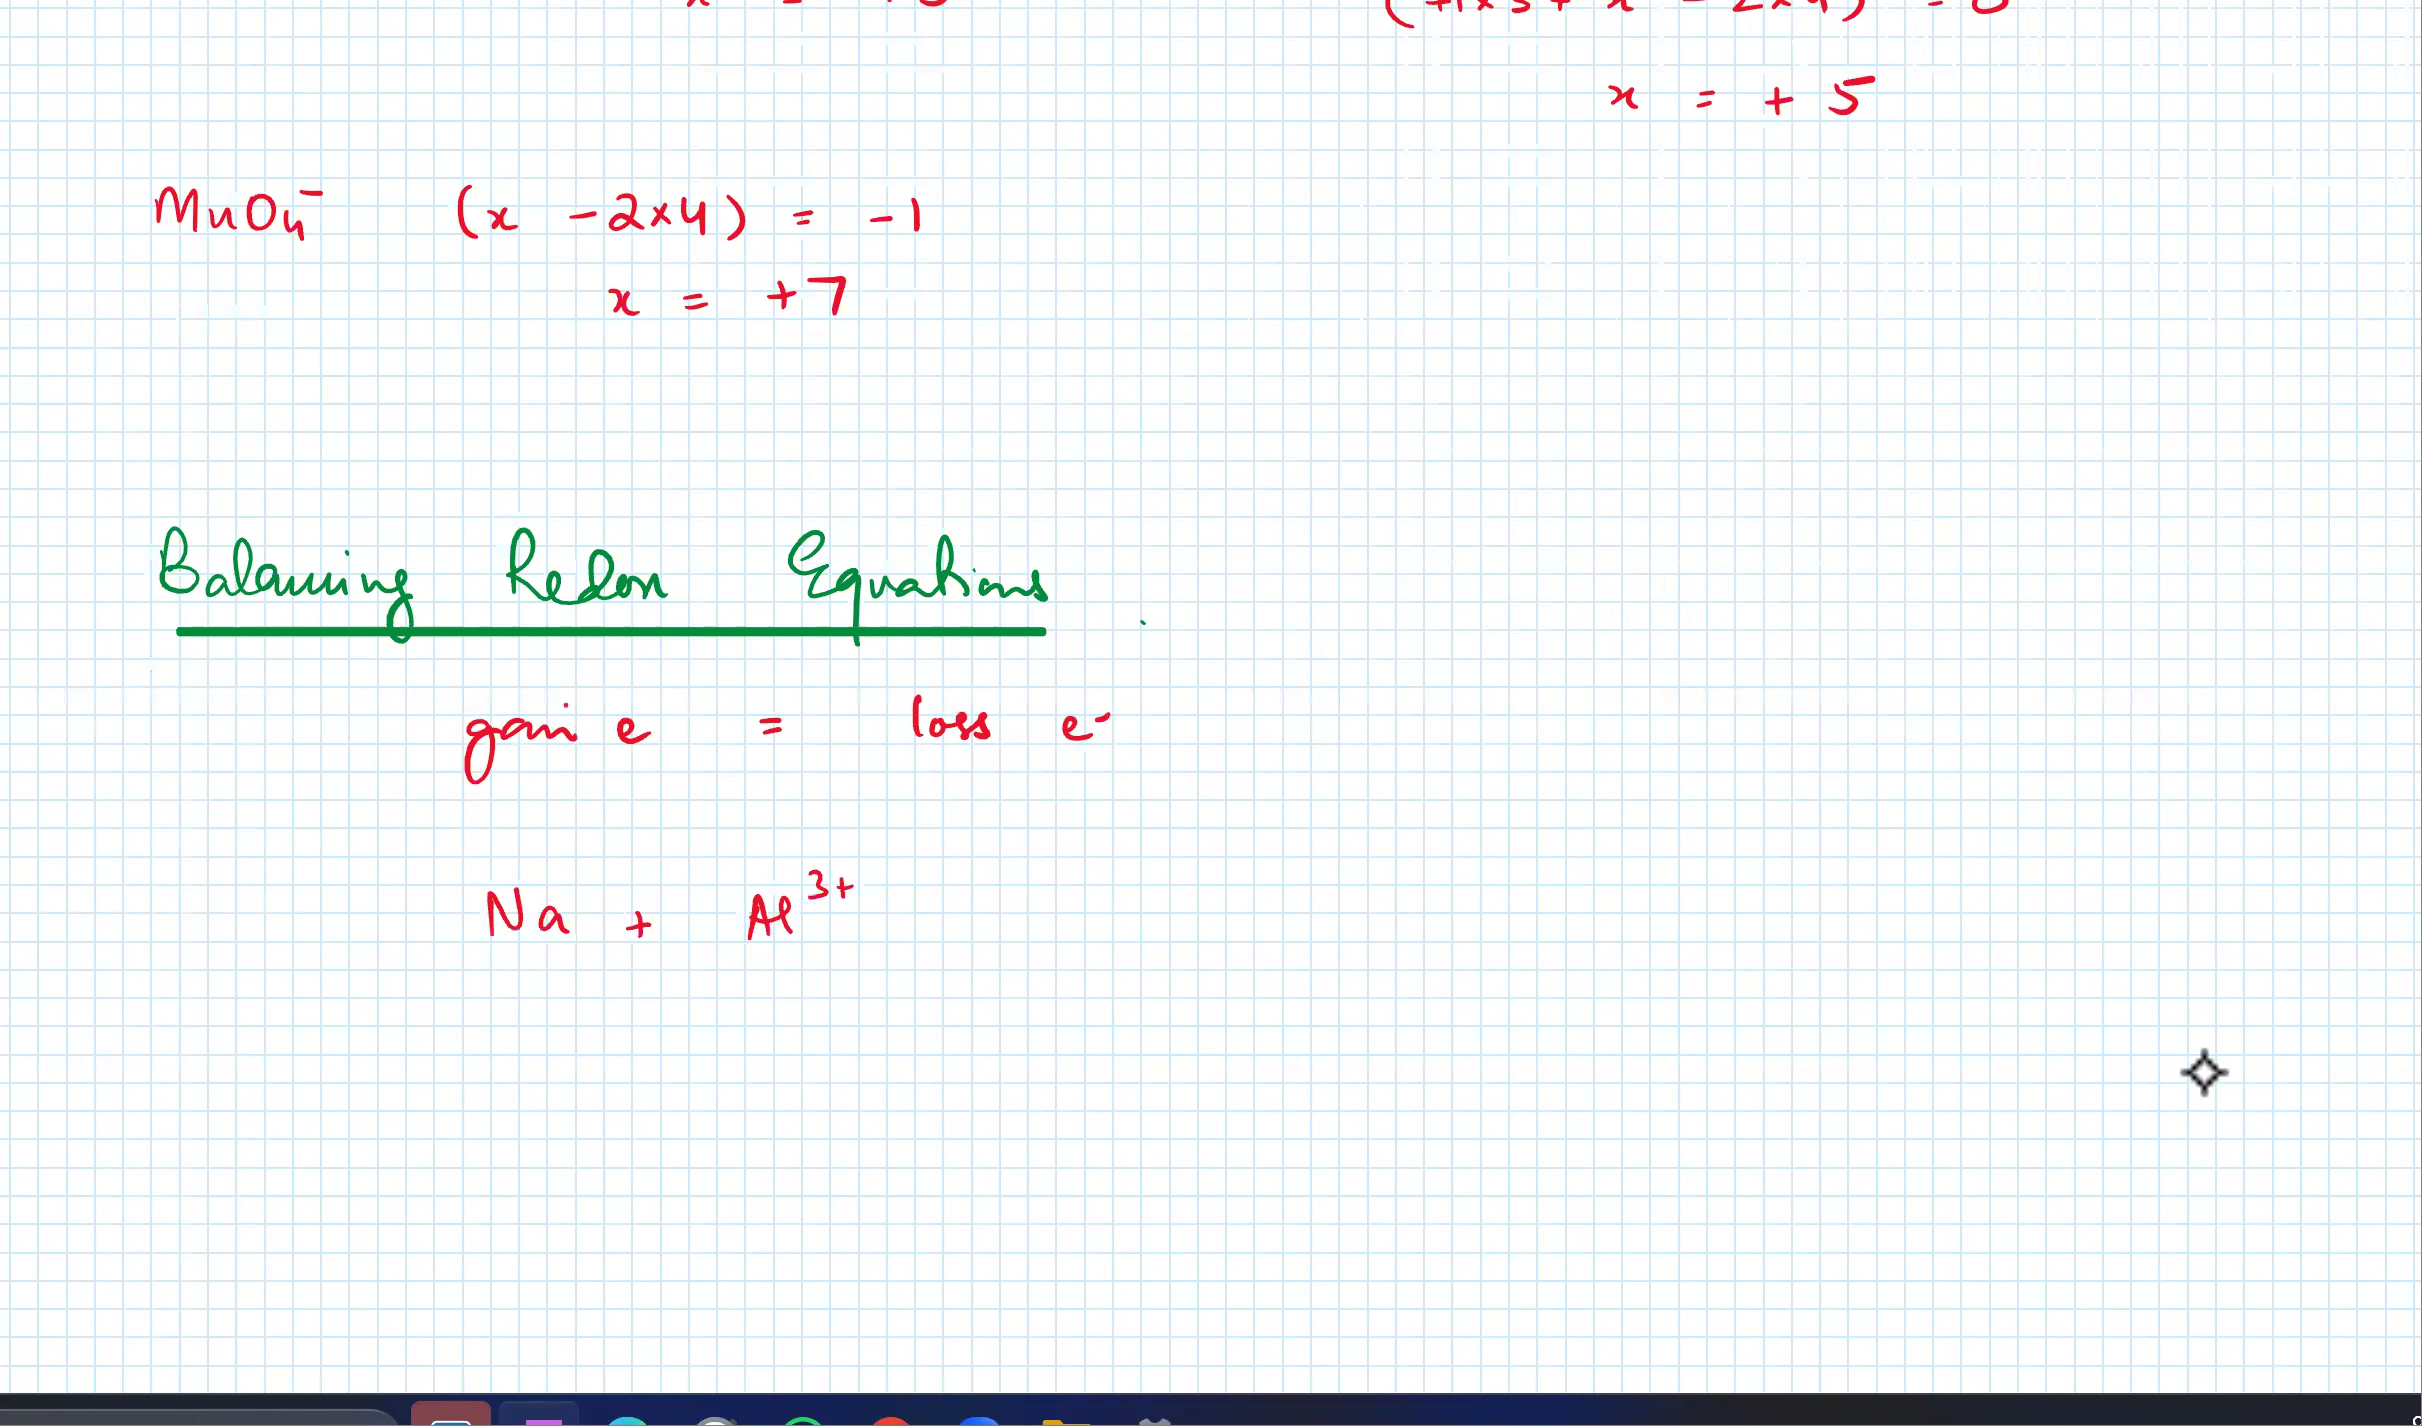 x = + 5
MnO₄⁻ (x - 2×4) = -1
x = +7
Balancing Redox Equations
gain e = loss e⁻
Na + Al³⁺